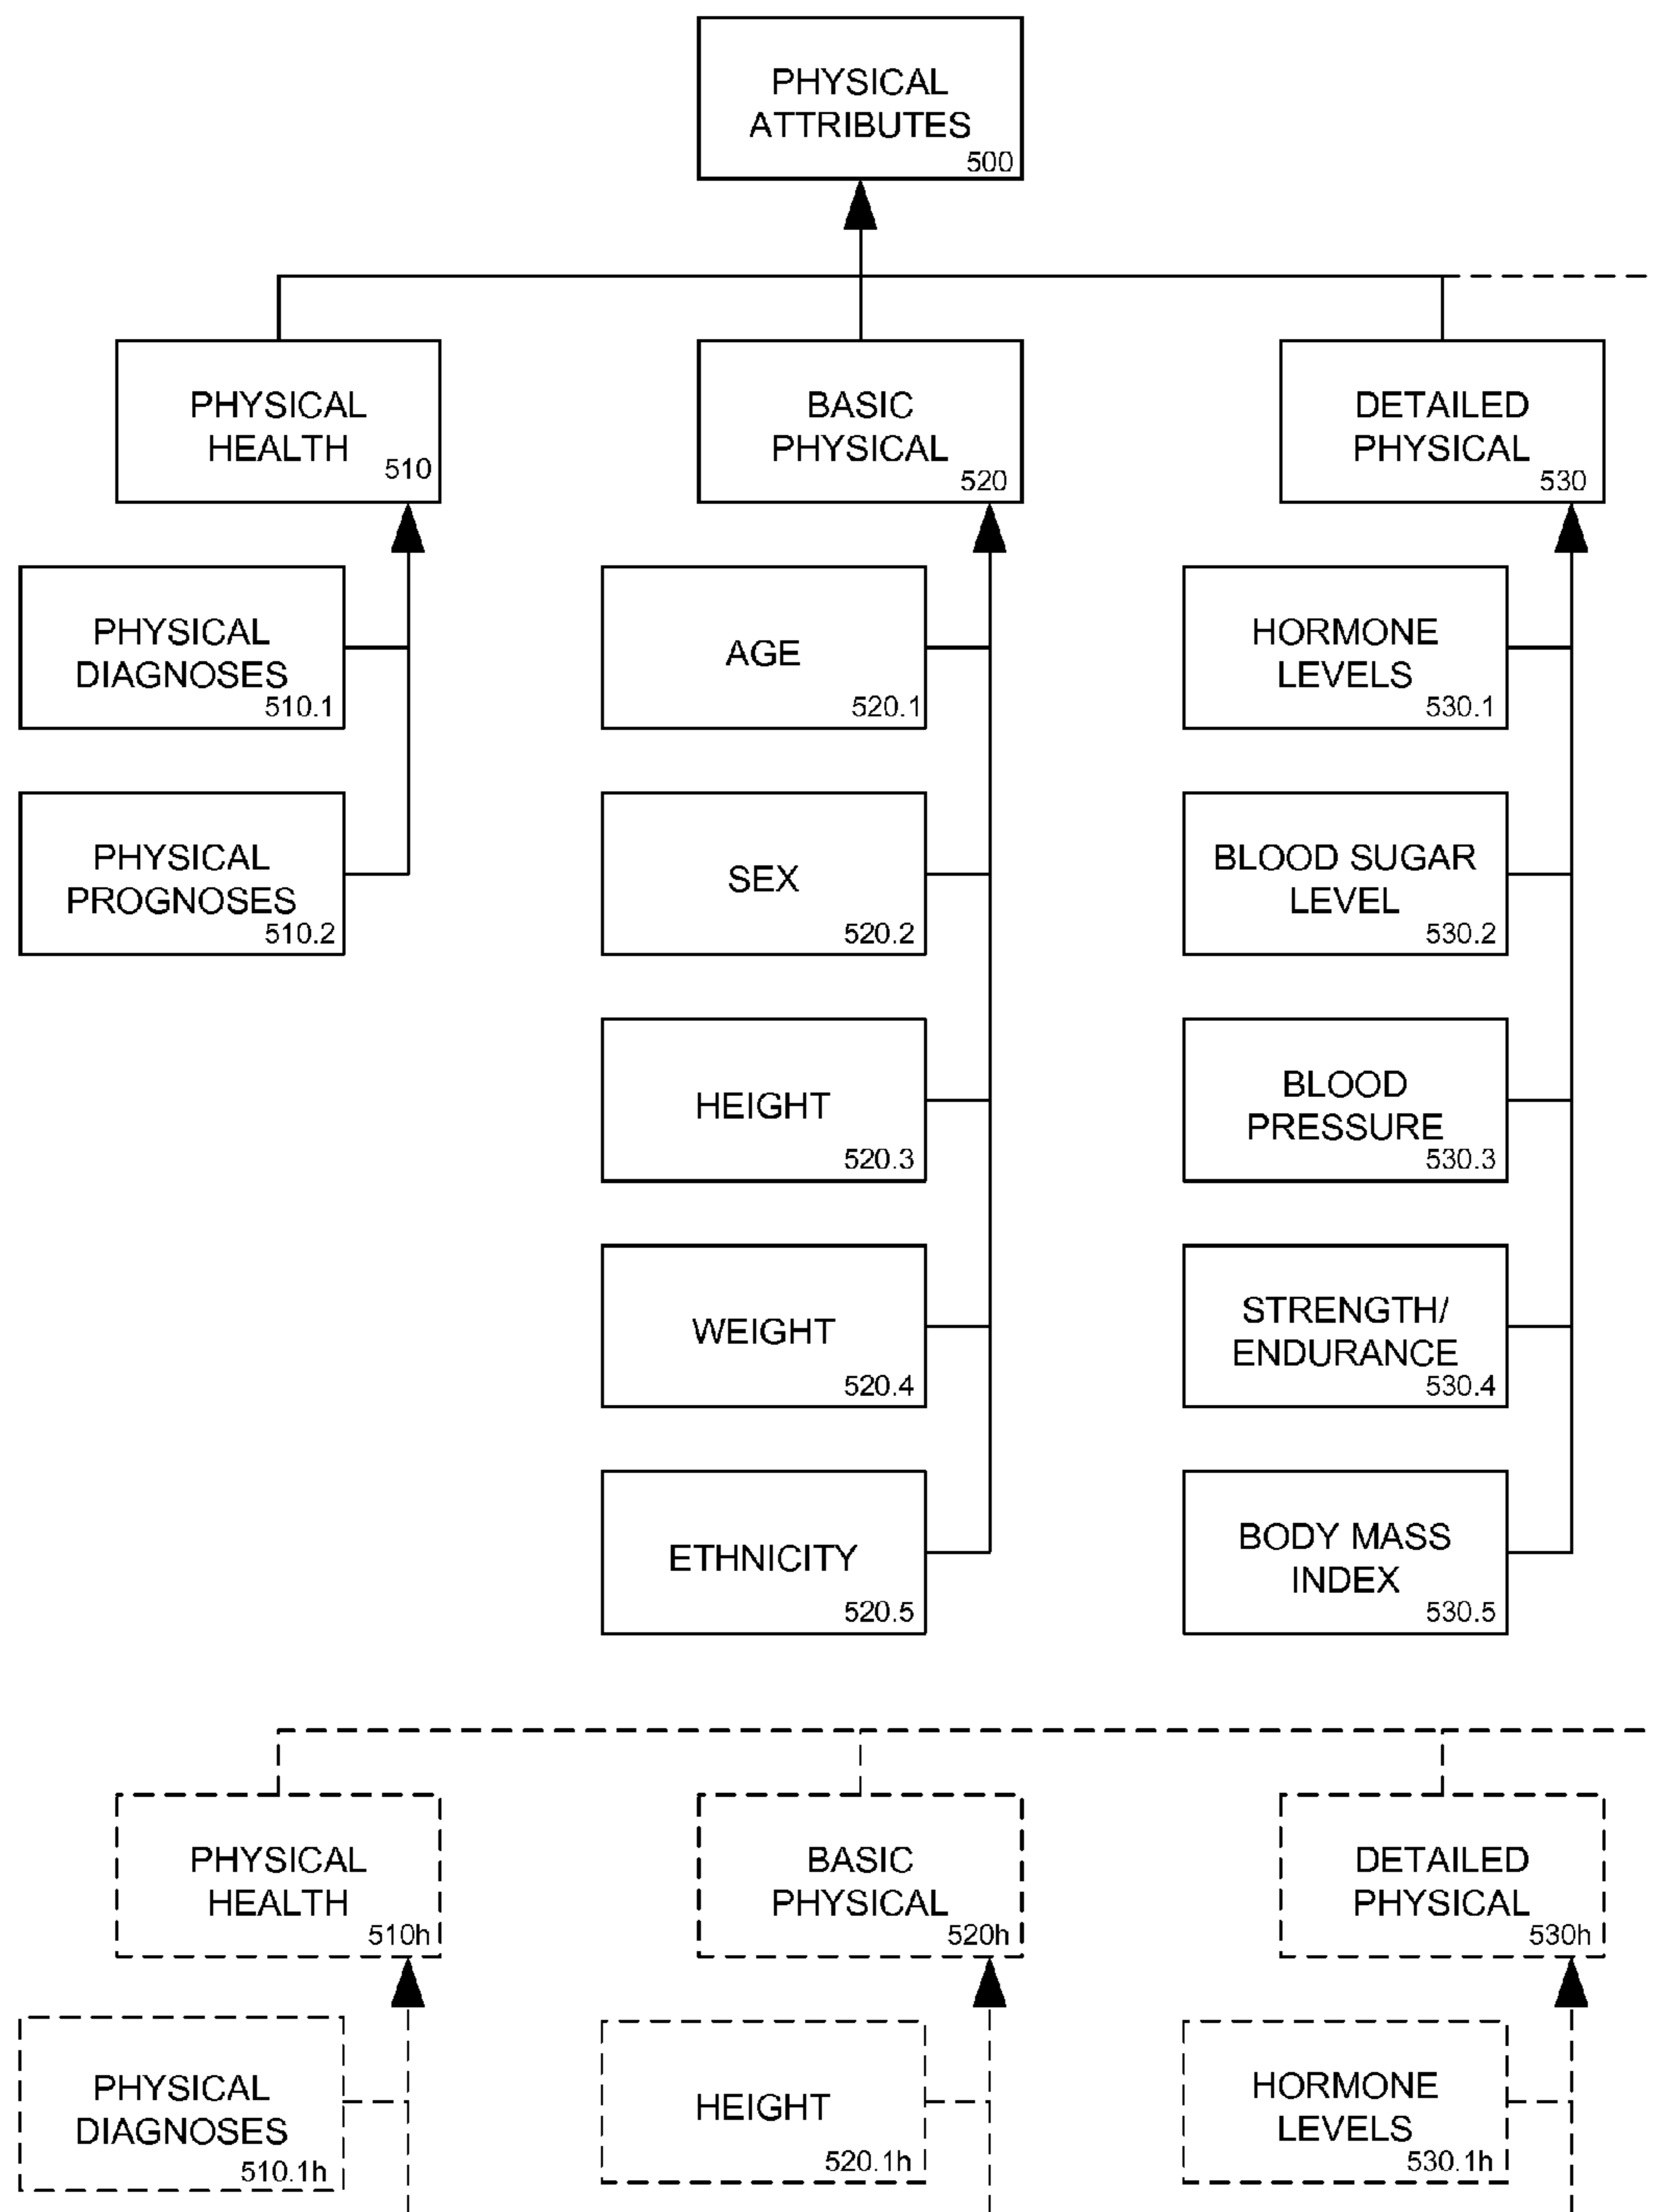 PHYSICAL
ATTRIBUTES
500
PHYSICAL
HEALTH
510
BASIC
PHYSICAL
520
DETAILED
PHYSICAL
530
PHYSICAL
DIAGNOSES
510.1
AGE
520.1
HORMONE
LEVELS
530.1
PHYSICAL
PROGNOSES
510.2
SEX
520.2
BLOOD SUGAR
LEVEL
530.2
HEIGHT
520.3
BLOOD
PRESSURE
530.3
WEIGHT
520.4
STRENGTH/
ENDURANCE
530.4
ETHNICITY
520.5
BODY MASS
INDEX
530.5
PHYSICAL
HEALTH
510h
BASIC
PHYSICAL
520h
DETAILED
PHYSICAL
530h
PHYSICAL
DIAGNOSES
510.1h
HEIGHT
520.1h
HORMONE
LEVELS
530.1h